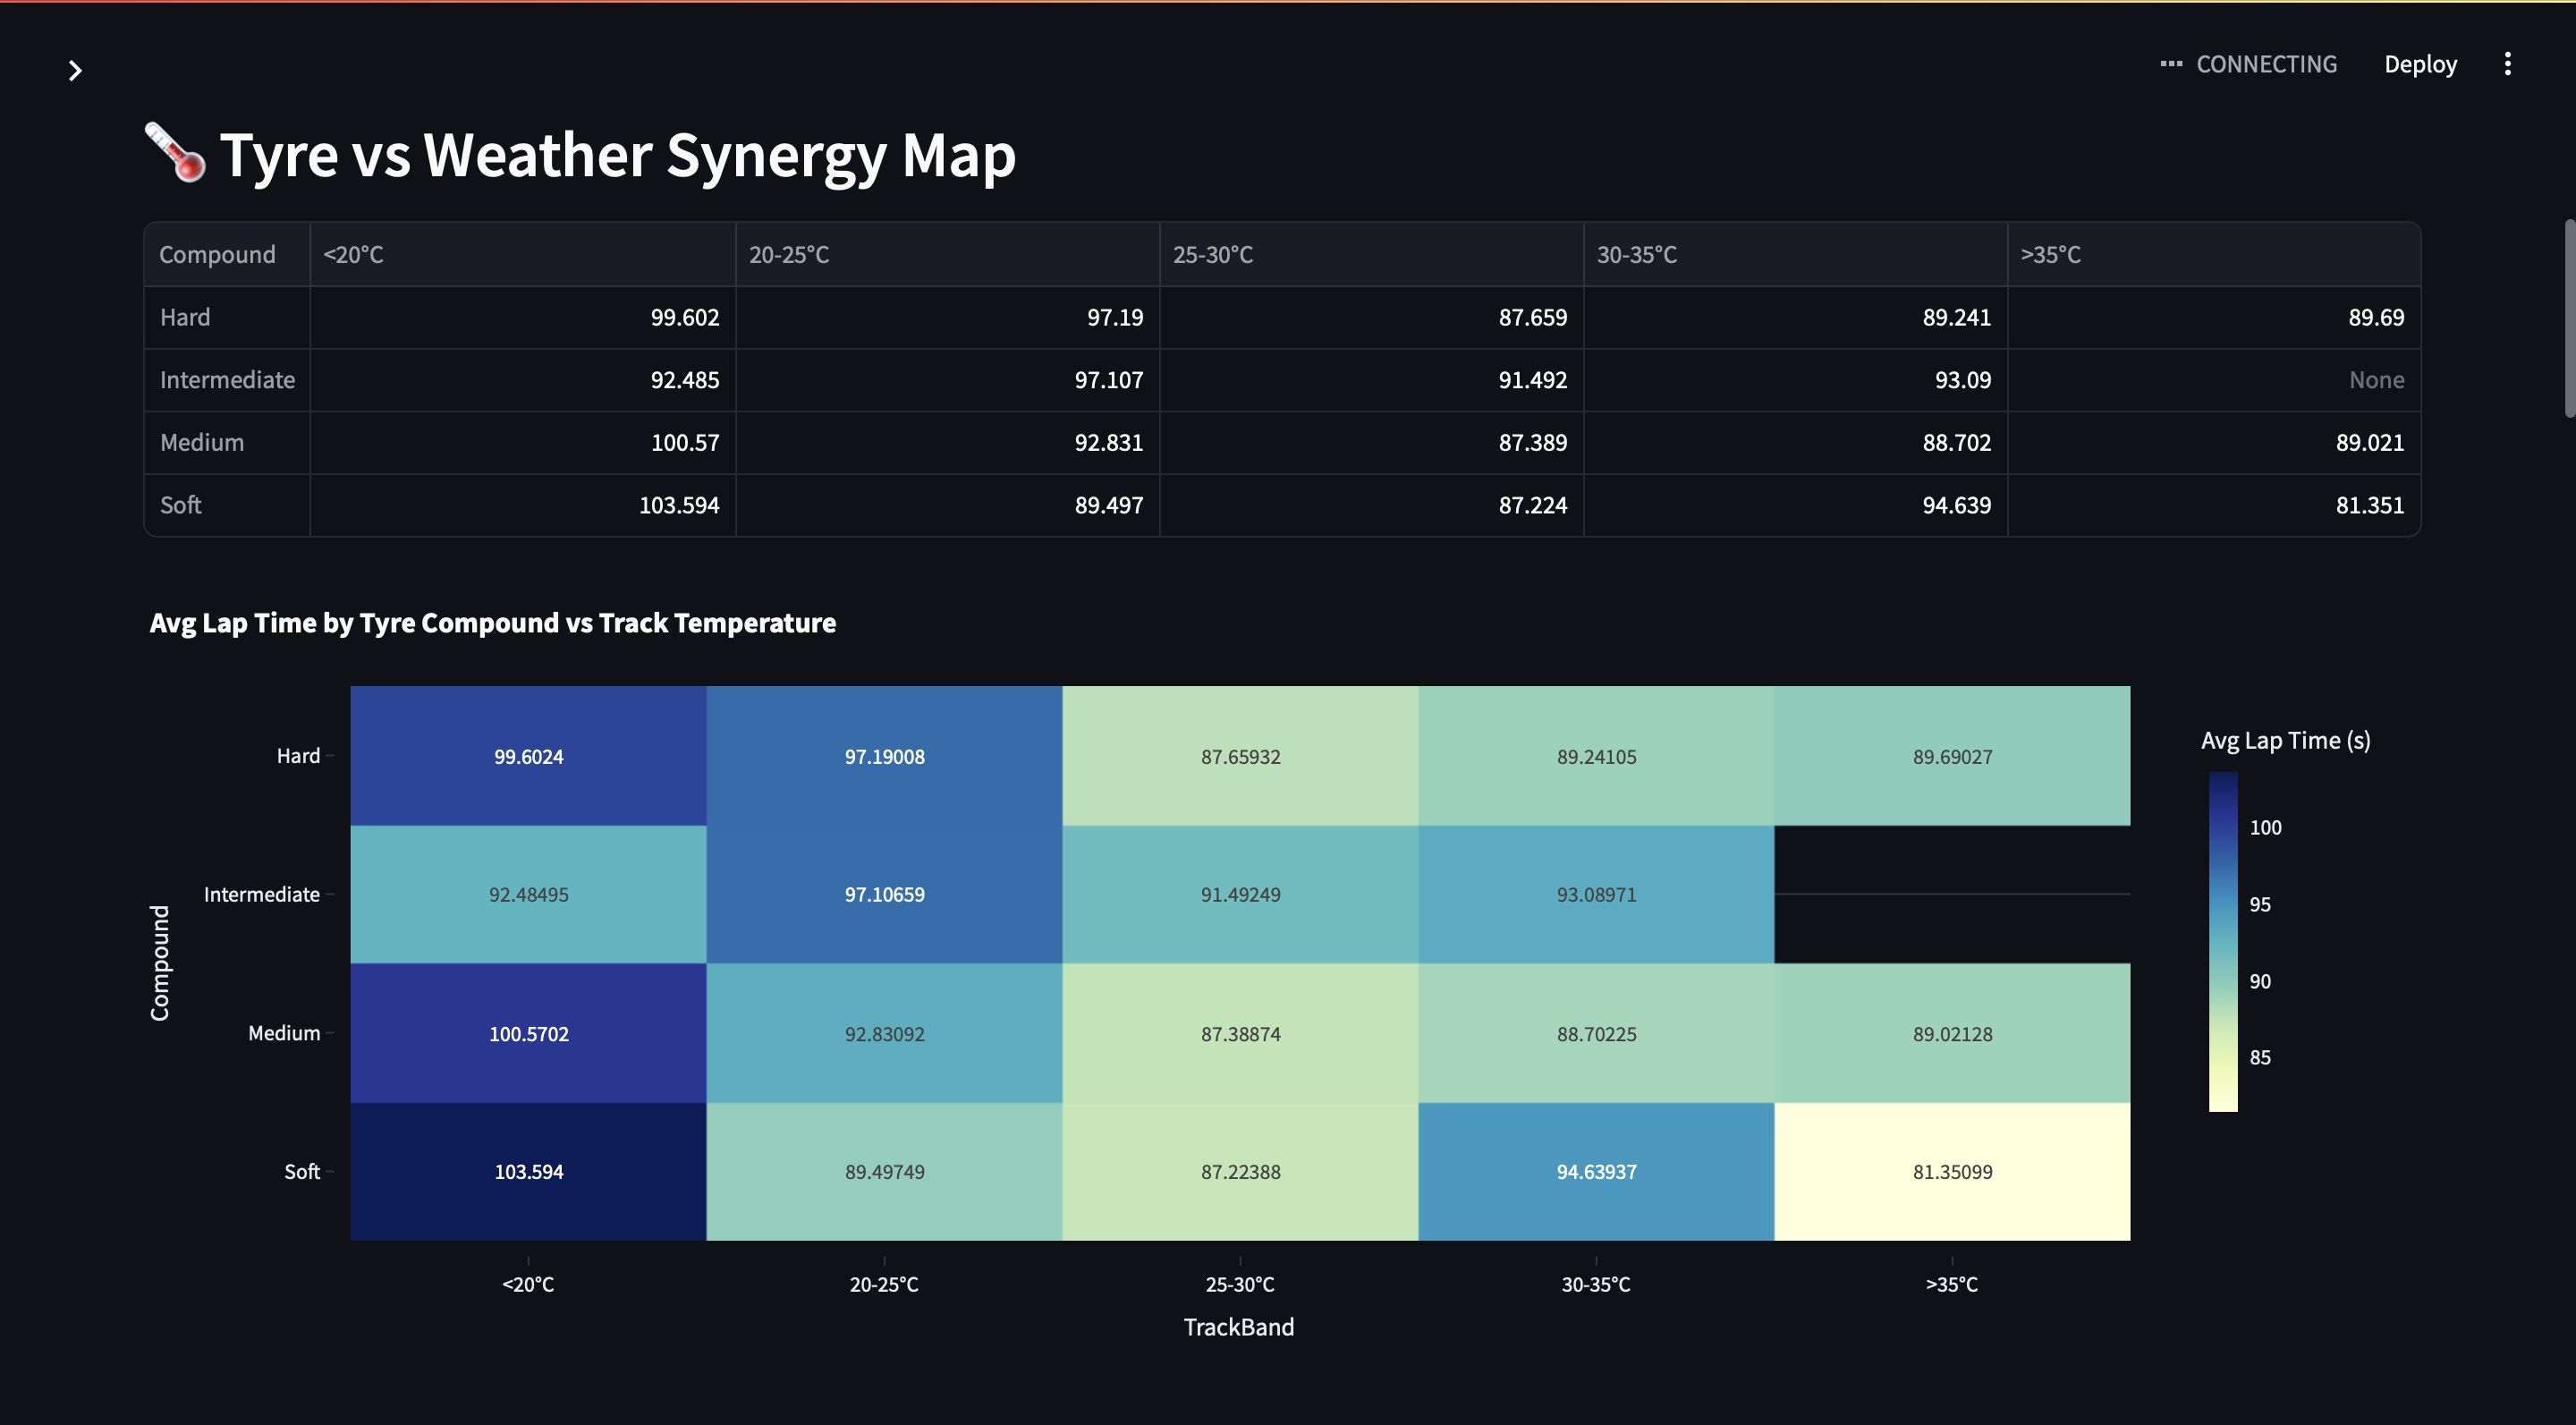 CONNECTING Deploy
Tyre vs Weather Synergy Map
Compound <20°C 20-25°C 25-30°C 30-35°C >35°C
Hard 99.602 97.19 87.659 89.241 89.69
Intermediate 92.485 97.107 91.492 93.09 None
Medium 100.57 92.831 87.389 88.702 89.021
Soft 103.594 89.497 87.224 94.639 81.351
Avg Lap Time by Tyre Compound vs Track Temperature
Compound
Hard 99.6024 97.19008 87.65932 89.24105 89.69027
Intermediate 92.48495 97.10659 91.49249 93.08971
Medium 100.5702 92.83092 87.38874 88.70225 89.02128
Soft 103.594 89.49749 87.22388 94.63937 81.35099
<20°C 20-25°C 25-30°C 30-35°C >35°C
TrackBand
Avg Lap Time (s)
100
95
90
85